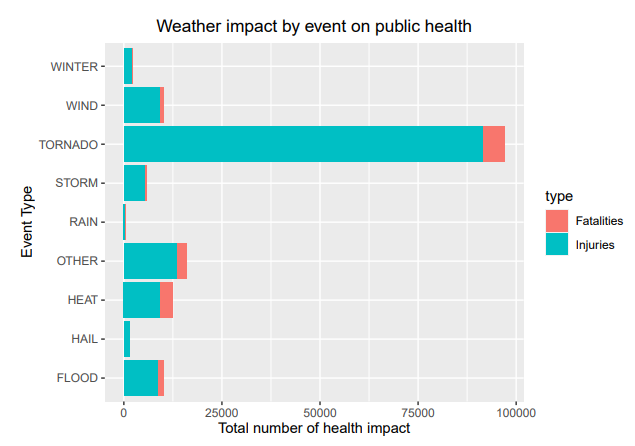 Weather impact by event on public health
WINTER
WIND
TORNADO
STORM
RAIN
OTHER
HEAT
HAIL
FLOOD
Event Type
0 25000 50000 75000 100000
Total number of health impact
type
Fatalities
Injuries